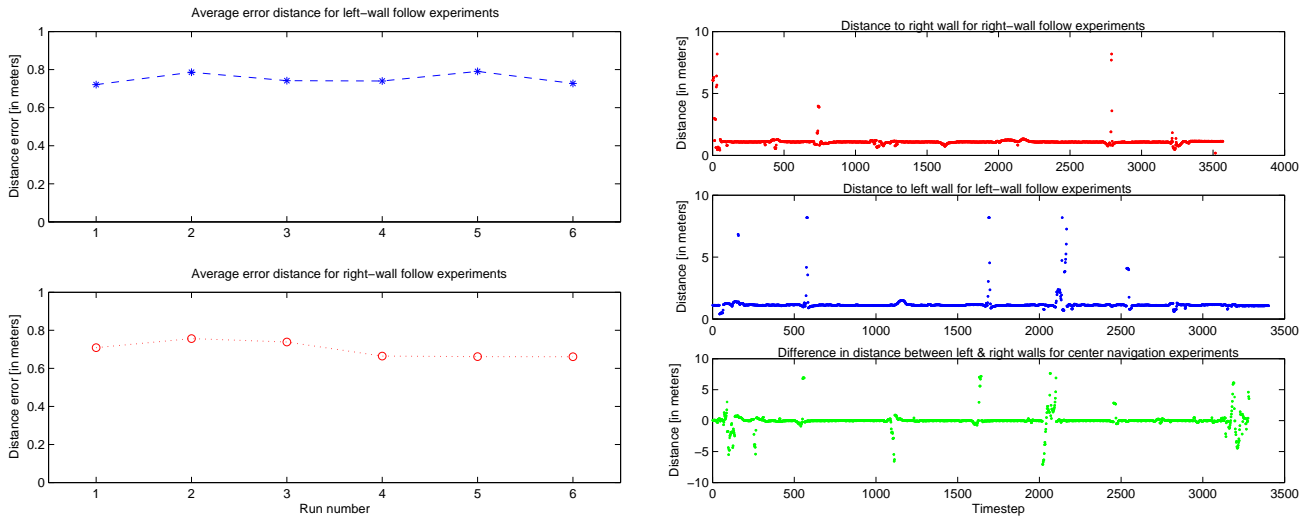 Average error distance for left-wall follow experiments
Distance error [in meters]
1
0.8
0.6
0.4
0.2
0
1 2 3 4 5 6
Average error distance for right-wall follow experiments
Distance error [in meters]
1
0.8
0.6
0.4
0.2
0
1 2 3 4 5 6
Run number
Distance to right wall for right-wall follow experiments
Distance [in meters]
10
5
0
0 500 1000 1500 2000 2500 3000 3500 4000
Distance to left wall for left-wall follow experiments
Distance [in meters]
10
5
0
0 500 1000 1500 2000 2500 3000 3500
Difference in distance between left & right walls for center navigation experiments
Distance [in meters]
10
5
0
−5
−10
0 500 1000 1500 2000 2500 3000 3500
Timestep